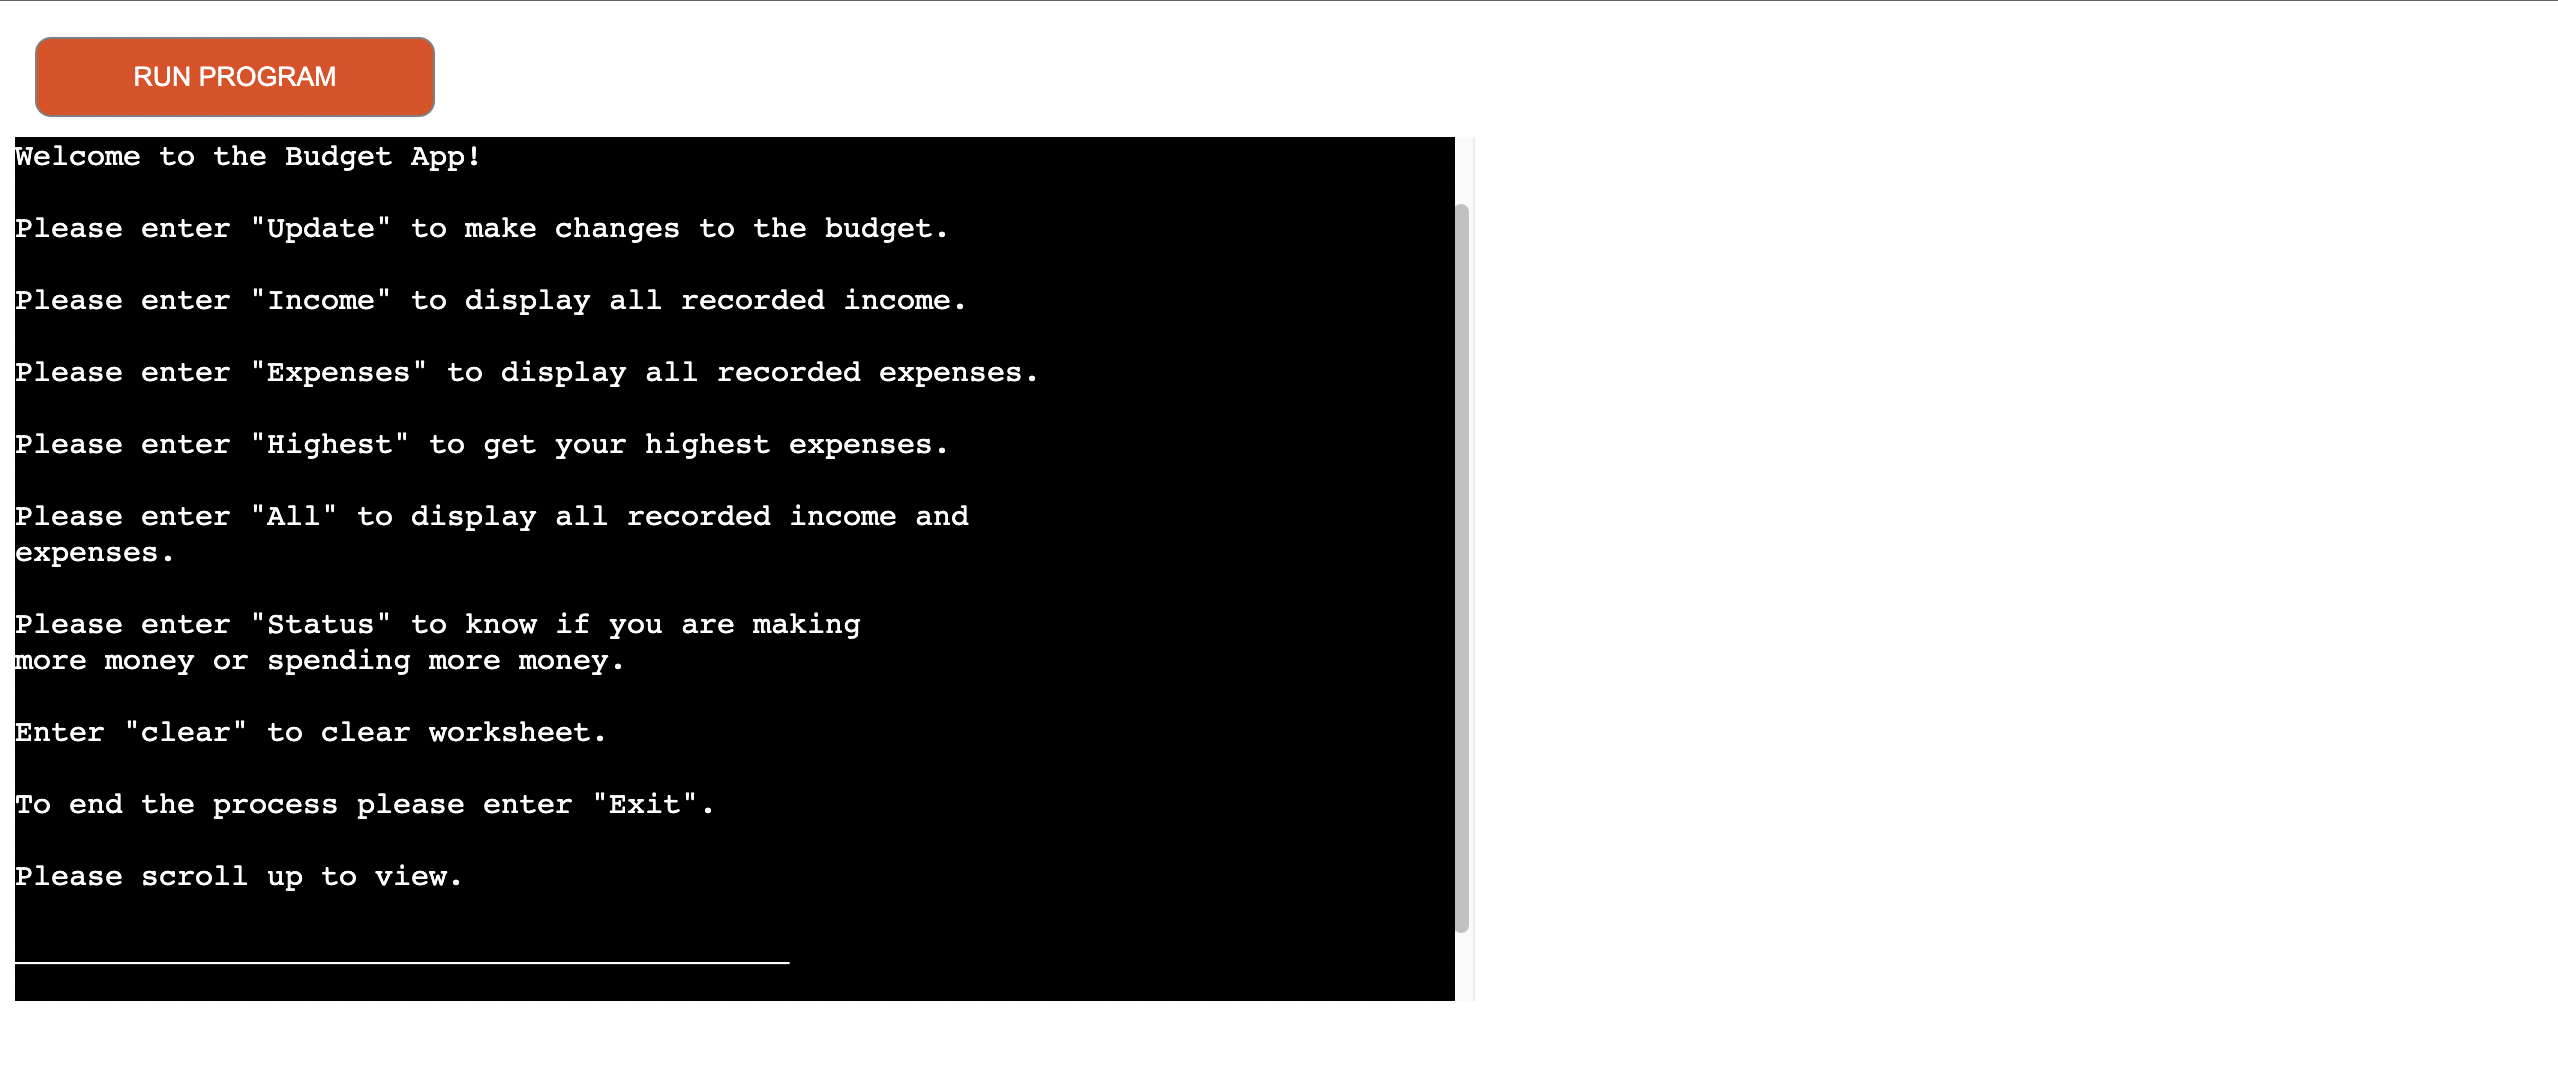 RUN PROGRAM
Welcome to the Budget App!
Please enter "Update" to make changes to the budget.
Please enter "Income" to display all recorded income.
Please enter "Expenses" to display all recorded expenses.
Please enter "Highest" to get your highest expenses.
Please enter "All" to display all recorded income and
expenses.
Please enter "Status" to know if you are making
more money or spending more money.
Enter "clear" to clear worksheet.
To end the process please enter "Exit".
Please scroll up to view.
___________________________________________